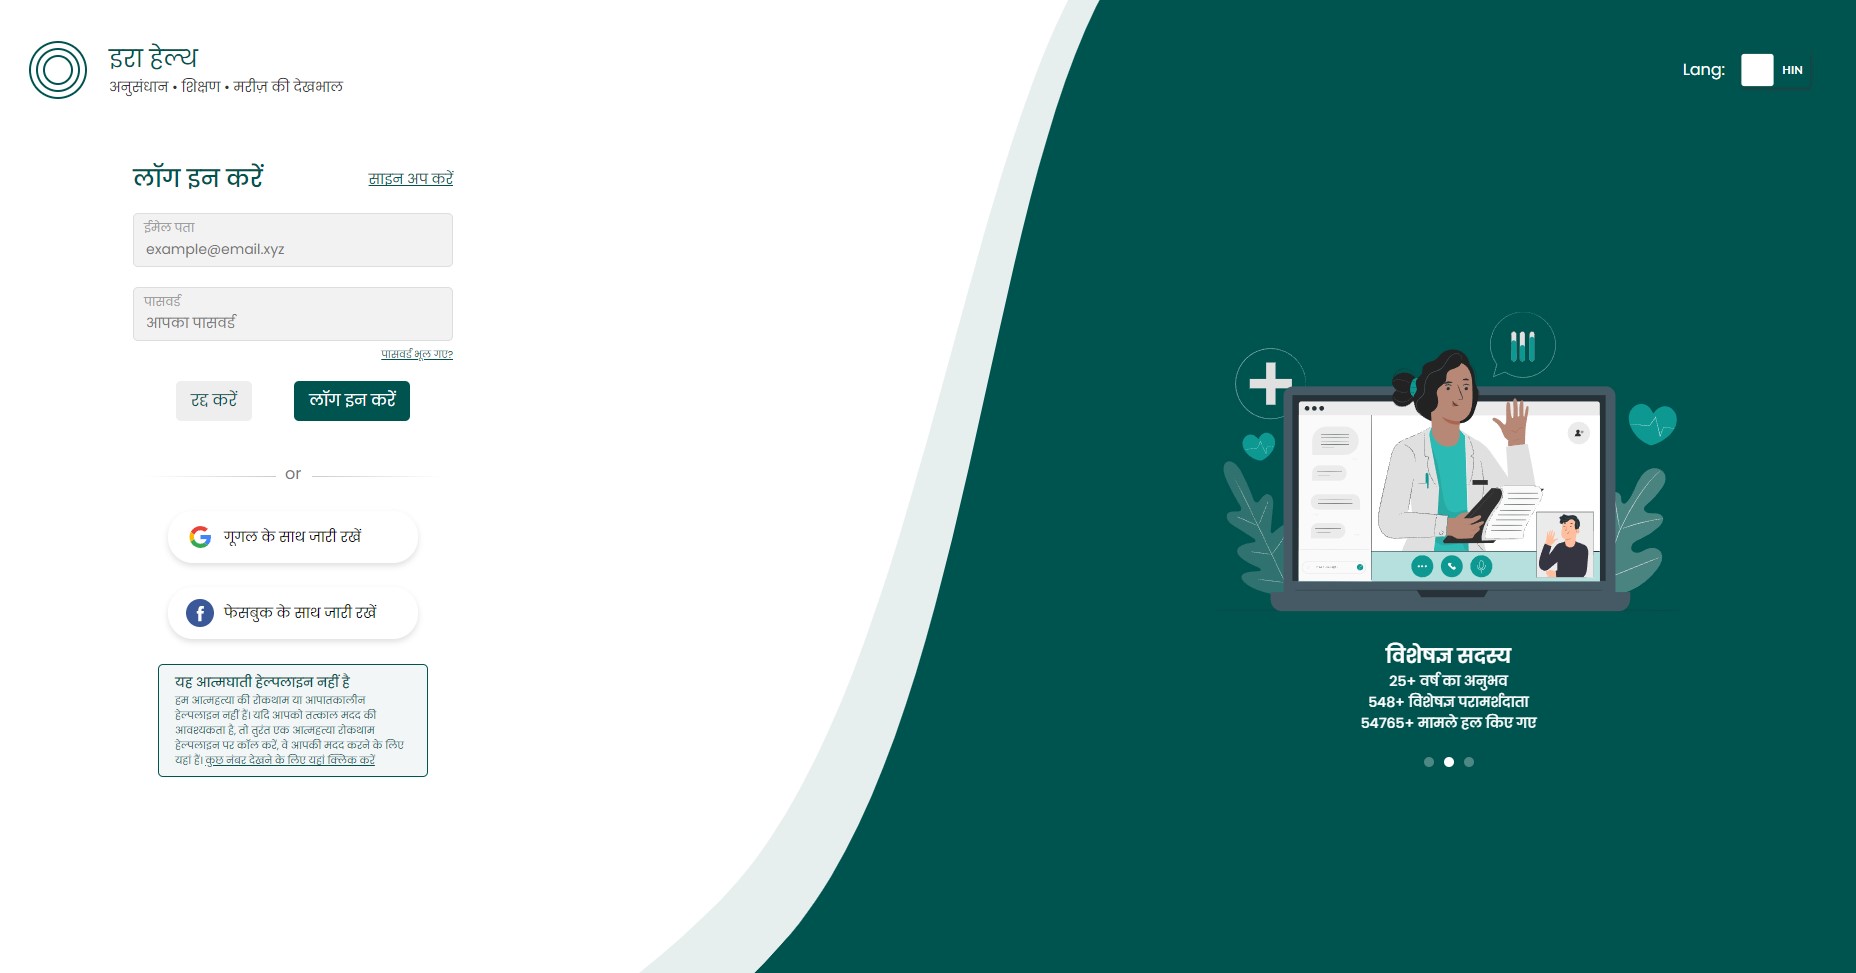 इरा हेल्थ
अनुसंधान • शिक्षण • मरीज़ की देखभाल
Lang:
HIN
लॉग इन करें
साइन अप करें
ईमेल पता
example@email.xyz
पासवर्ड
आपका पासवर्ड
पासवर्ड भूल गए?
रद्द करें
लॉग इन करें
or
गूगल के साथ जारी रखें
फेसबुक के साथ जारी रखें
यह आत्मघाती हेल्पलाइन नहीं है
हम आत्महत्या की रोकथाम या आपातकालीन
हेल्पलाइन नहीं हैं। यदि आपको तत्काल मदद की
आवश्यकता है, तो तुरंत एक आत्महत्या रोकथाम
हेल्पलाइन पर कॉल करें, वे आपकी मदद करने के लिए
यहां हैं। कुछ नंबर देखने के लिए यहां क्लिक करें
विशेषज्ञ सदस्य
25+ वर्ष का अनुभव
548+ विशेषज्ञ परामर्शदाता
54765+ मामले हल किए गए